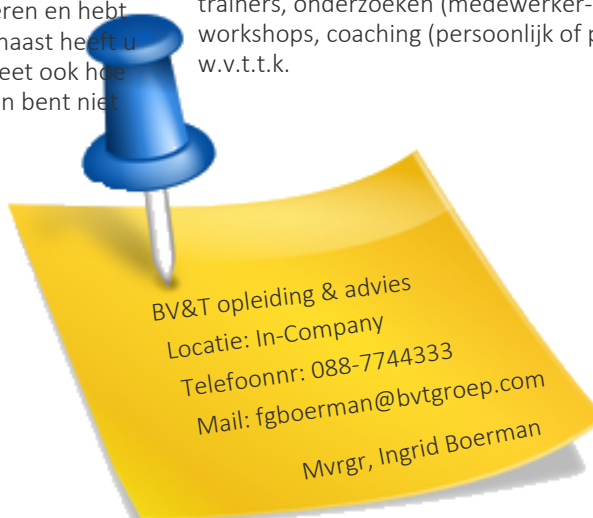 eren en hebt
naast heeft u
eet ook hoe
n bent niet
trainers, onderzoeken (medewerker-
workshops, coaching (persoonlijk of p
w.v.t.t.k.
BV&T opleiding & advies
Locatie: In-Company
Telefoonnr: 088-7744333
Mail: fgboerman@bvtgroep.com
Mvrgr, Ingrid Boerman